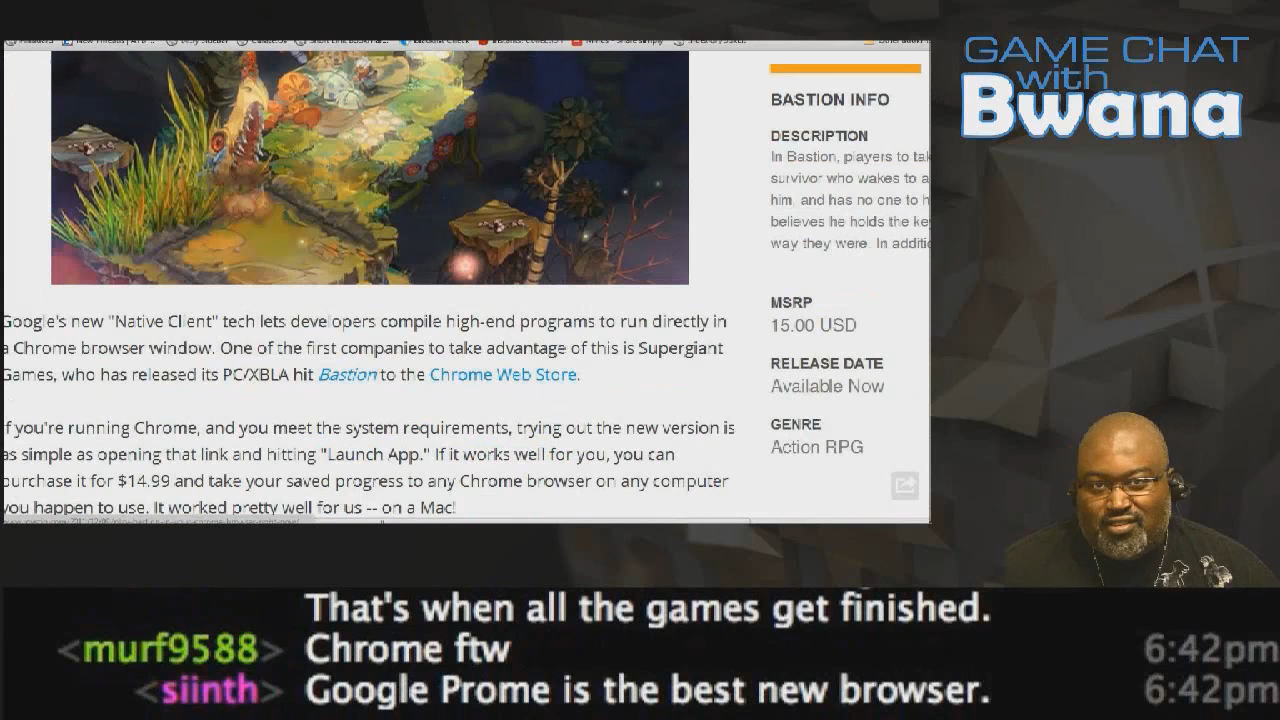 GAME CHAT
with
Bwana
BASTION INFO
DESCRIPTION
In Bastion, players to tak
survivor who wakes to a
him, and has no one to h
believes he holds the key
way they were. In additio
MSRP
15.00 USD
RELEASE DATE
Available Now
GENRE
Action RPG
Google's new "Native Client" tech lets developers compile high-end programs to run directly in
a Chrome browser window. One of the first companies to take advantage of this is Supergiant
Games, who has released its PC/XBLA hit Bastion to the Chrome Web Store.
f you're running Chrome, and you meet the system requirements, trying out the new version is
as simple as opening that link and hitting "Launch App." If it works well for you, you can
purchase it for $14.99 and take your saved progress to any Chrome browser on any computer
you happen to use. It worked pretty well for us -- on a Mac!
That's when all the games get finished.
<murf9588> Chrome ftw 6:42pm
<siinth> Google Prome is the best new browser. 6:42pm